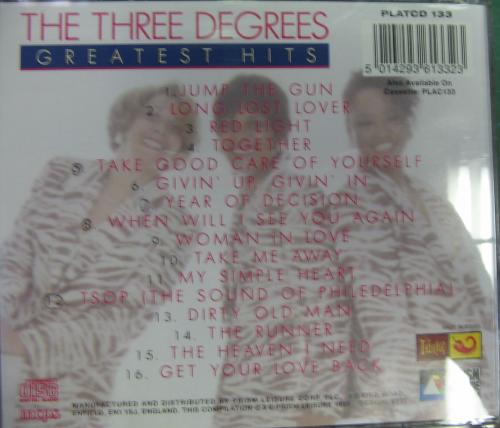 THE THREE DEGREES
GREATEST HITS
PLATCD 133
5 014293 613323
Also Available On
Cassette: PLAC133
1. JUMP THE GUN
2. LONG LOST LOVER
3. RED LIGHT
4. TOGETHER
5. TAKE GOOD CARE OF YOURSELF
6. GIVIN' UP, GIVIN' IN
7. YEAR OF DECISION
8. WHEN WILL I SEE YOU AGAIN
9. WOMAN IN LOVE
10. TAKE ME AWAY
11. MY SIMPLE HEART
12. TSOP (THE SOUND OF PHILEDELPHIA)
13. DIRTY OLD MAN
14. THE RUNNER
15. THE HEAVEN I NEED
16. GET YOUR LOVE BACK
MANUFACTURED AND DISTRIBUTED BY PRISM LEISURE CORP PLC,
ENFIELD, EN1 1SJ, ENGLAND. THIS COMPILATION PRISM LEISURE